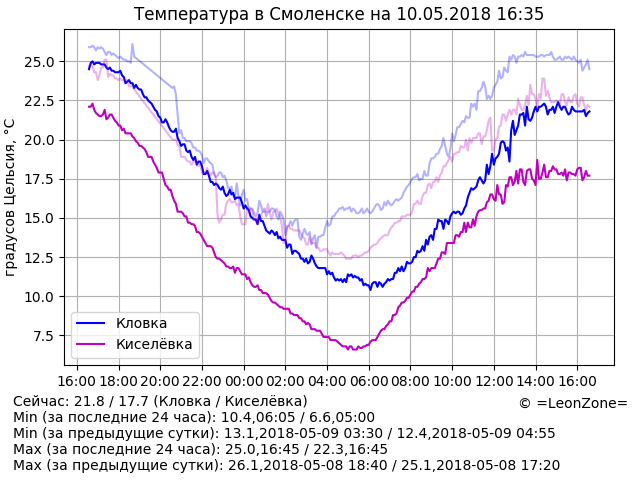 Температура в Смоленске на 10.05.2018 16:35
градусов Цельсия, °C
25.0
22.5
20.0
17.5
15.0
12.5
10.0
7.5
Кловка
Киселёвка
16:00 18:00 20:00 22:00 00:00 02:00 04:00 06:00 08:00 10:00 12:00 14:00 16:00
Сейчас: 21.8 / 17.7 (Кловка / Киселёвка)
© =LeonZone=
Min (за последние 24 часа): 10.4,06:05 / 6.6,05:00
Min (за предыдущие сутки): 13.1,2018-05-09 03:30 / 12.4,2018-05-09 04:55
Max (за последние 24 часа): 25.0,16:45 / 22.3,16:45
Max (за предыдущие сутки): 26.1,2018-05-08 18:40 / 25.1,2018-05-08 17:20